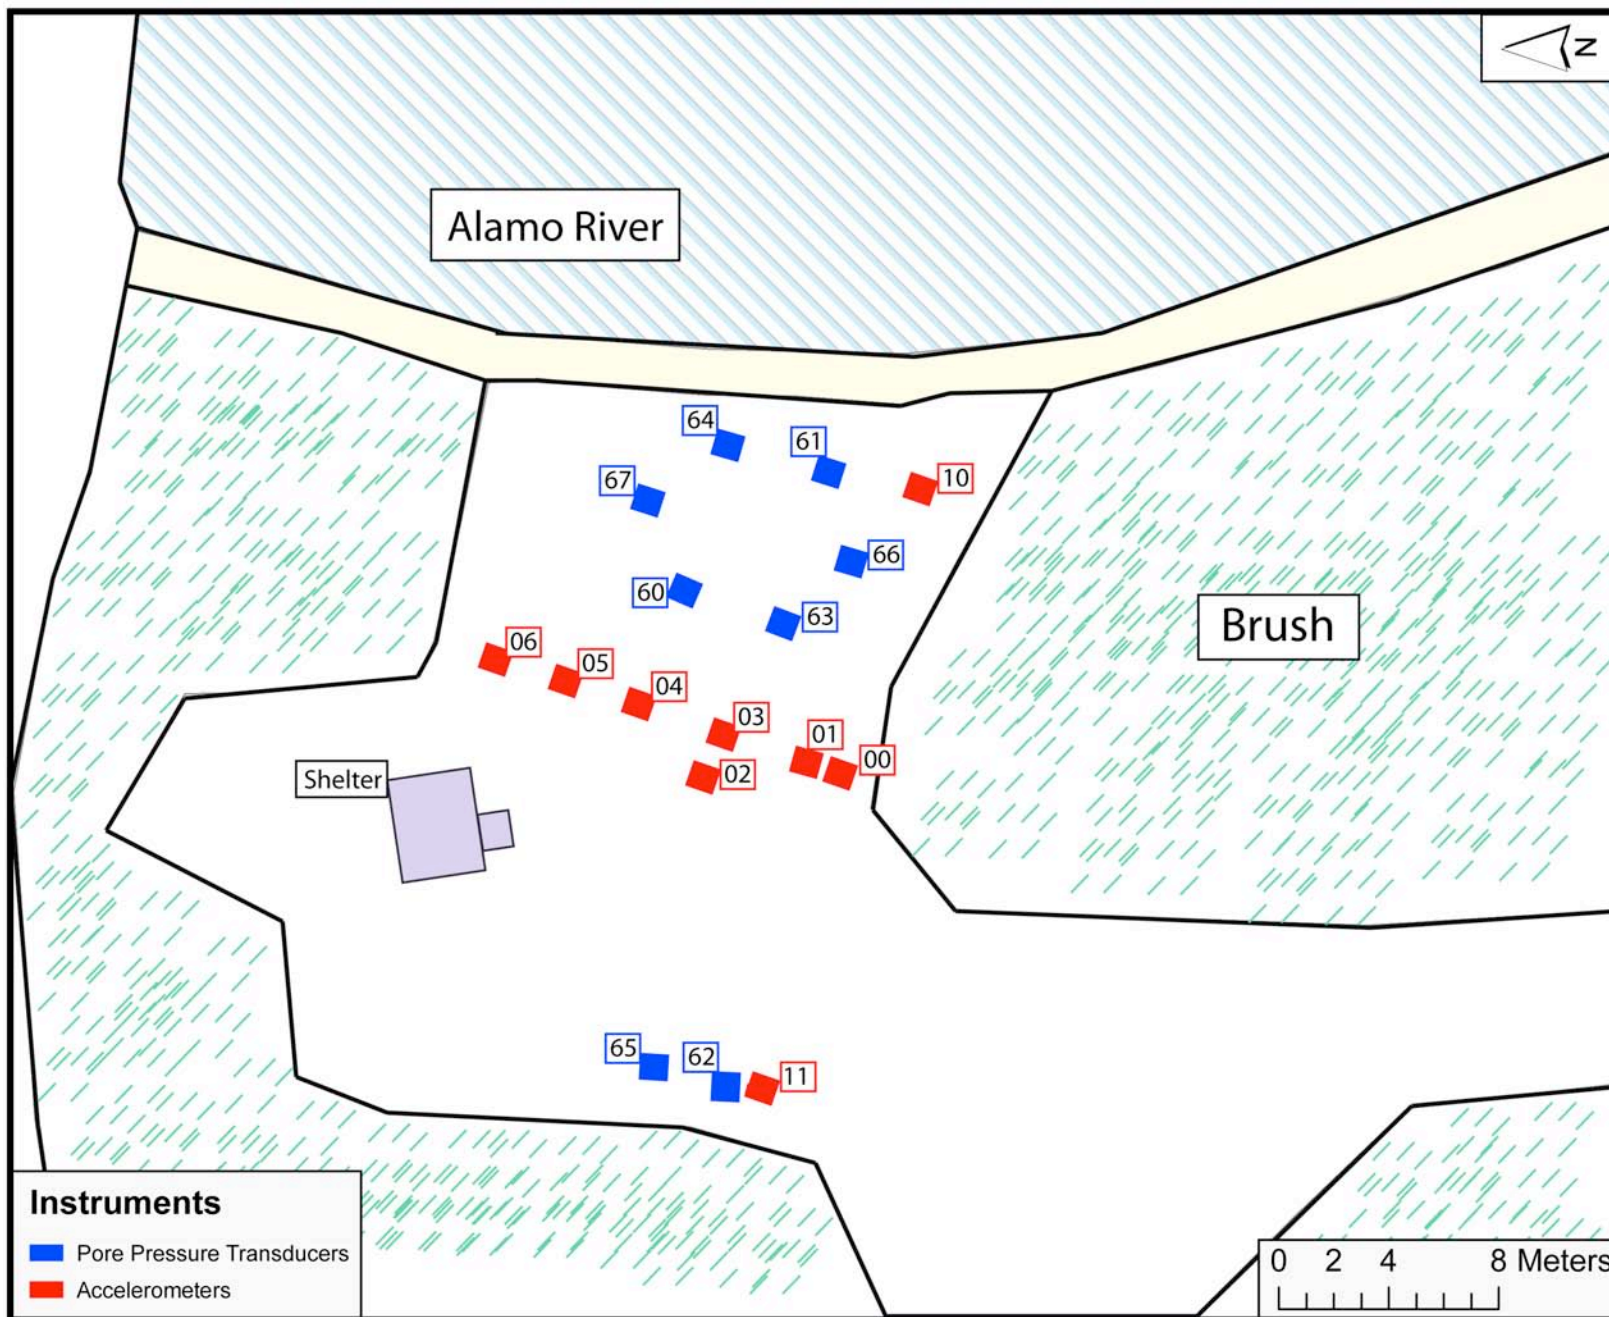 N
Alamo River
64
61
67
10
66
60
63
06
05
04
03
01
00
02
Shelter
Brush
65
62
11
Instruments
Pore Pressure Transducers
Accelerometers
0 2 4 8 Meters